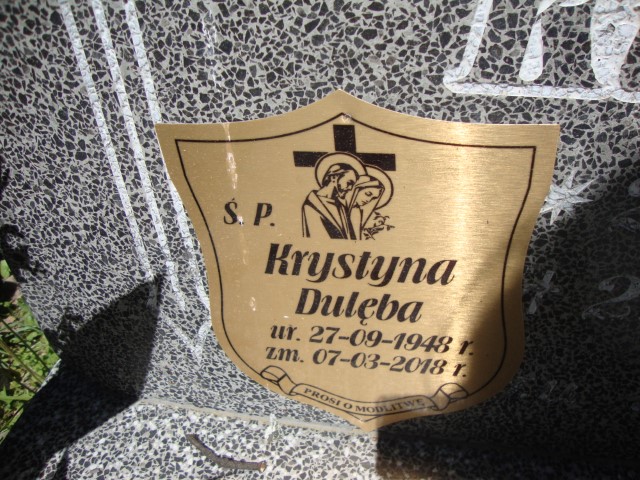 Ś. P.
Krystyna
Dulęba
ur. 27-09-1948 r.
zm. 07-03-2018 r.
PROSI O MODLITWĘ